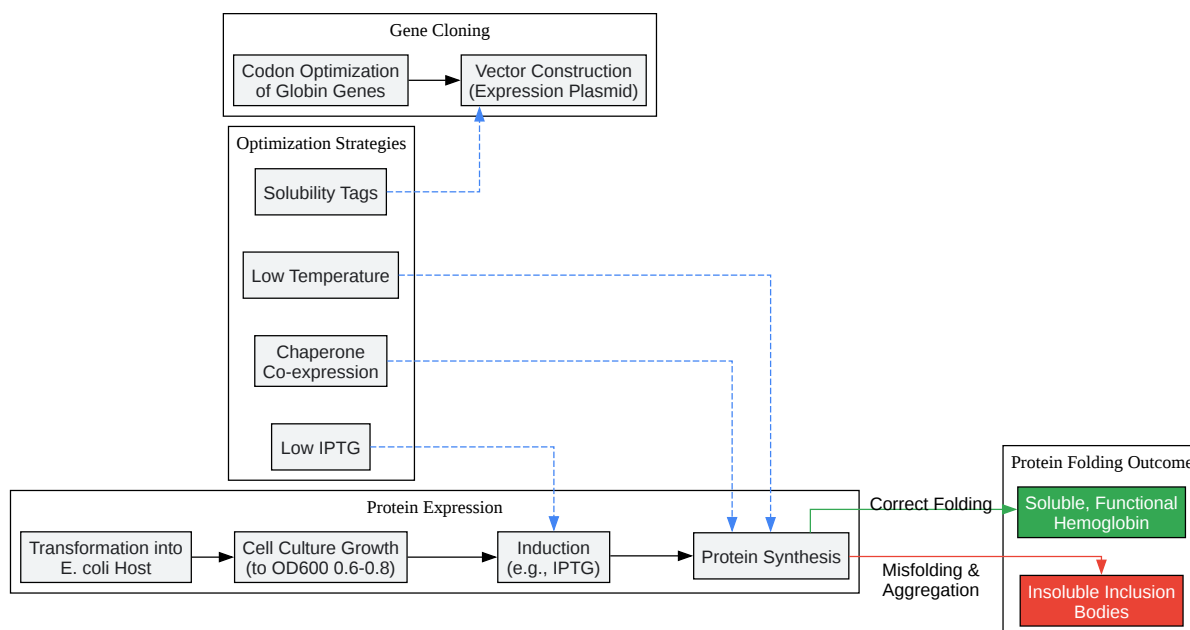 Gene Cloning
Codon Optimization
of Globin Genes
Vector Construction
(Expression Plasmid)
Optimization Strategies
Solubility Tags
Low Temperature
Chaperone
Co-expression
Low IPTG
Protein Expression
Transformation into
E. coli Host
Cell Culture Growth
(to OD600 0.6-0.8)
Induction
(e.g., IPTG)
Protein Synthesis
Correct Folding
Misfolding &
Aggregation
Protein Folding Outcome
Soluble, Functional
Hemoglobin
Insoluble Inclusion
Bodies